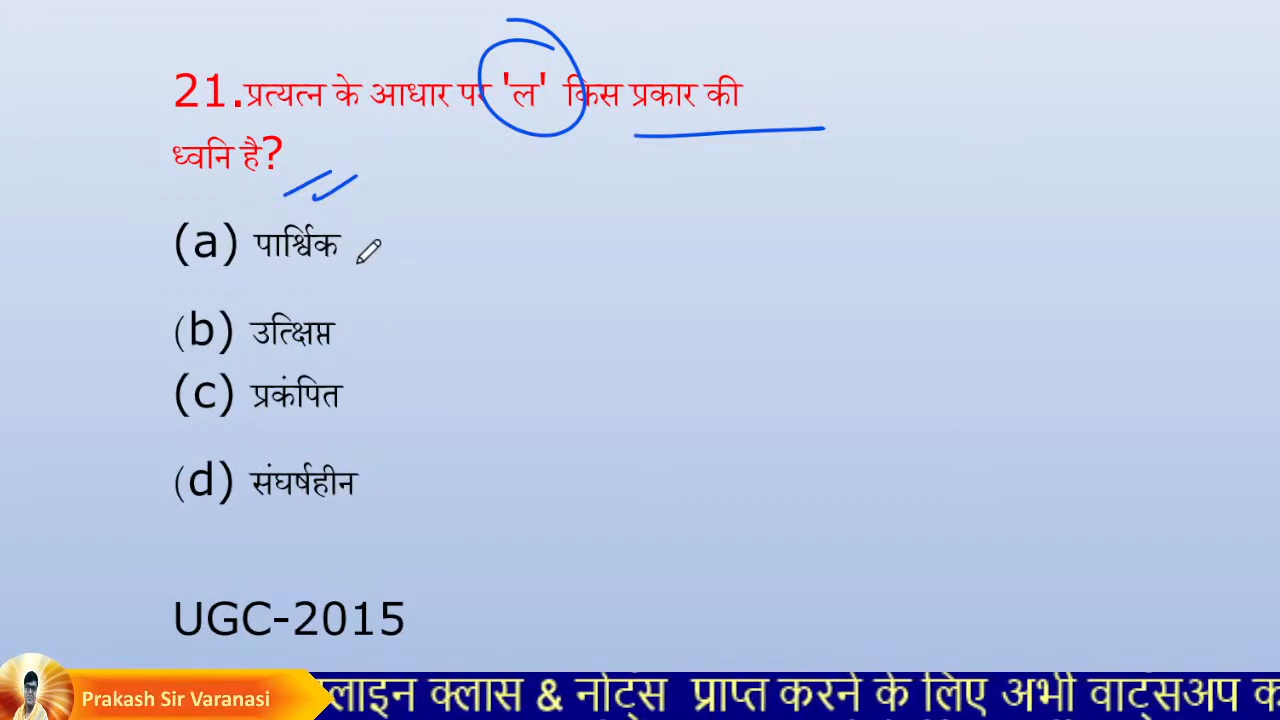 21.प्रत्यत्न के आधार पर 'ल' किस प्रकार की
ध्वनि है?
(a) पार्श्विक
(b) उत्क्षिप्त
(c) प्रकंपित
(d) संघर्षहीन
UGC-2015
Prakash Sir Varanasi
लाइन क्लास & नोट्स प्राप्त करने के लिए अभी वाट्सअप क